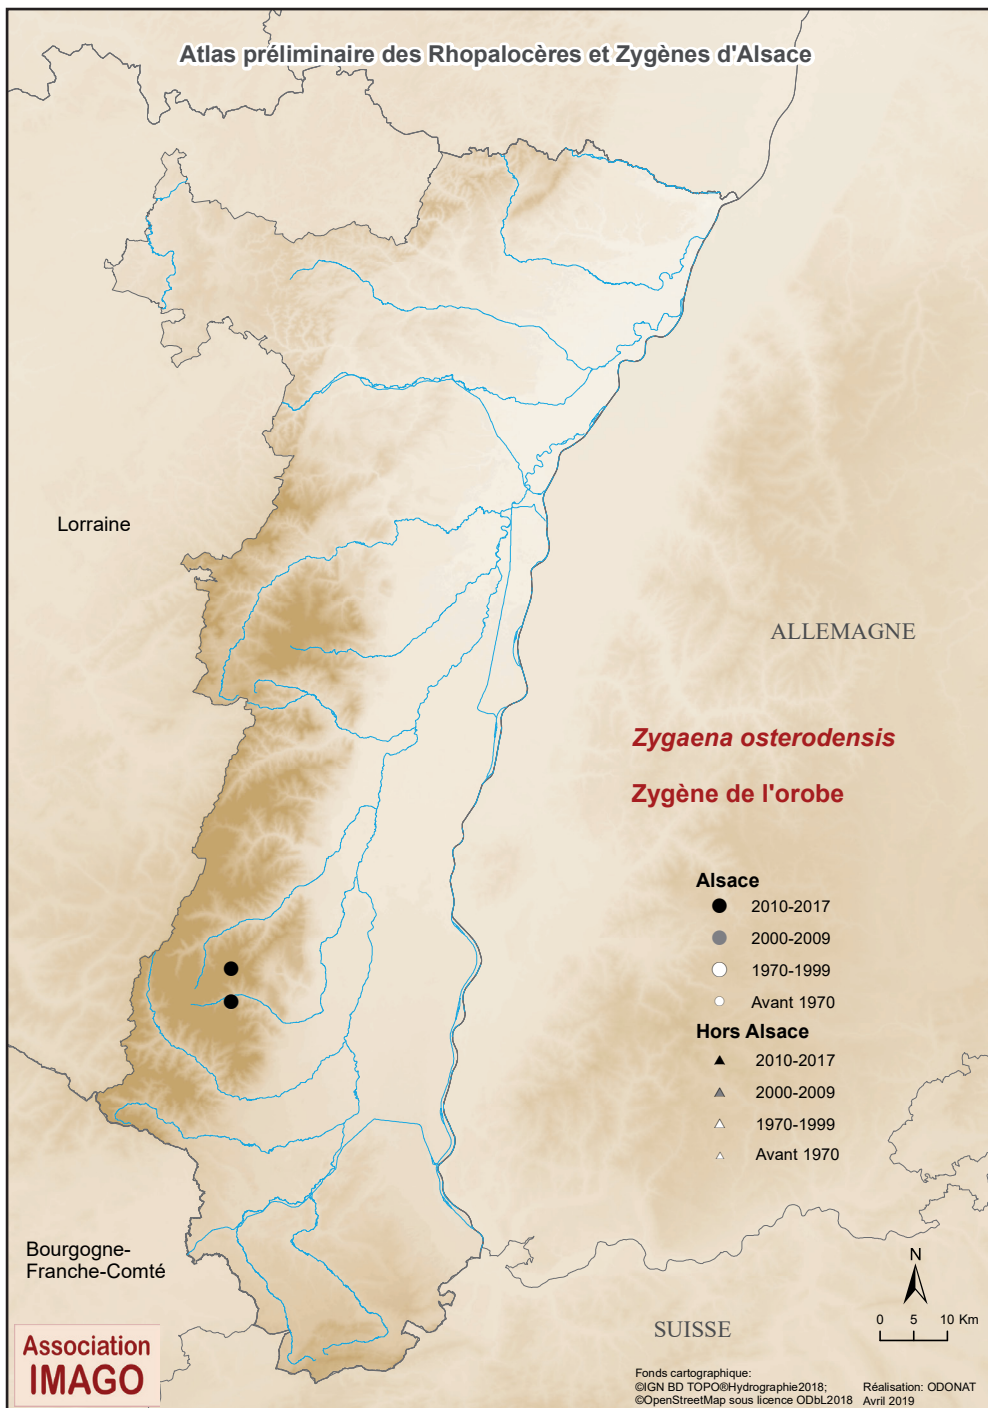 Atlas préliminaire des Rhopalocères et Zygènes d'Alsace
Lorraine
ALLEMAGNE
Zygaena osterodensis
Zygène de l'orobe
Alsace
2010-2017
2000-2009
1970-1999
Avant 1970
Hors Alsace
2010-2017
2000-2009
1970-1999
Avant 1970
Bourgogne-
Franche-Comté
N
0 5 10 Km
SUISSE
Association
IMAGO
Fonds cartographique:
©IGN BD TOPO®Hydrographie2018;
©OpenStreetMap sous licence ODbL2018
Réalisation: ODONAT
Avril 2019